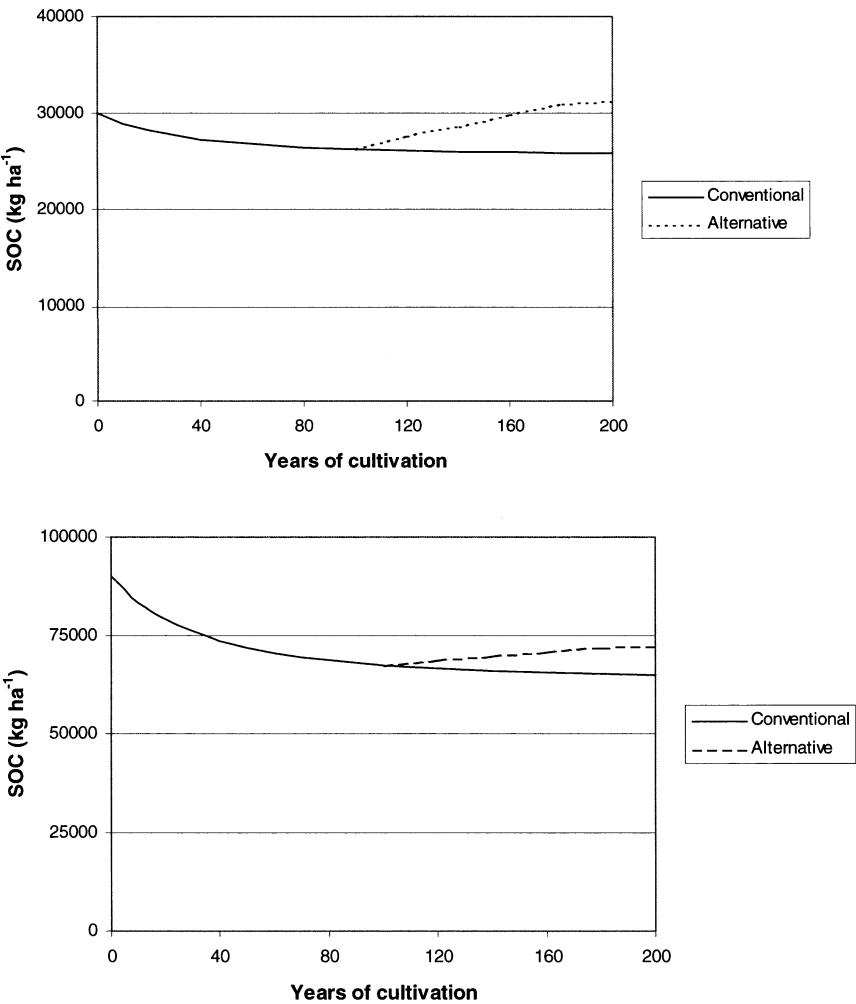 40000
30000
20000
10000
0
SOC (kg ha⁻¹)
0 40 80 120 160 200
Years of cultivation
Conventional
Alternative
100000
75000
50000
25000
0
SOC (kg ha⁻¹)
0 40 80 120 160 200
Years of cultivation
Conventional
Alternative